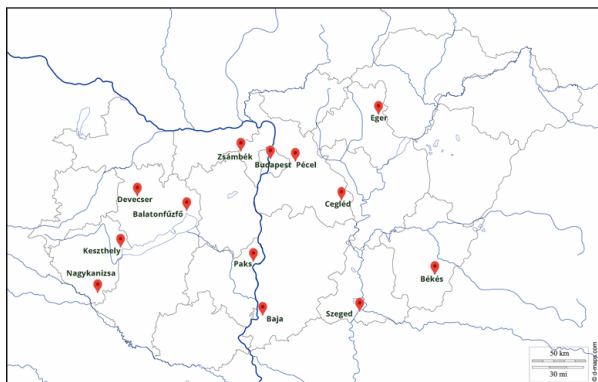 Eger
Zsámbék
Budapest
Pécel
Devecser
Balatonfűzfő
Cegléd
Keszthely
Nagykanizsa
Paks
Békés
Baja
Szeged
50 km
30 mi
© d-maps.com